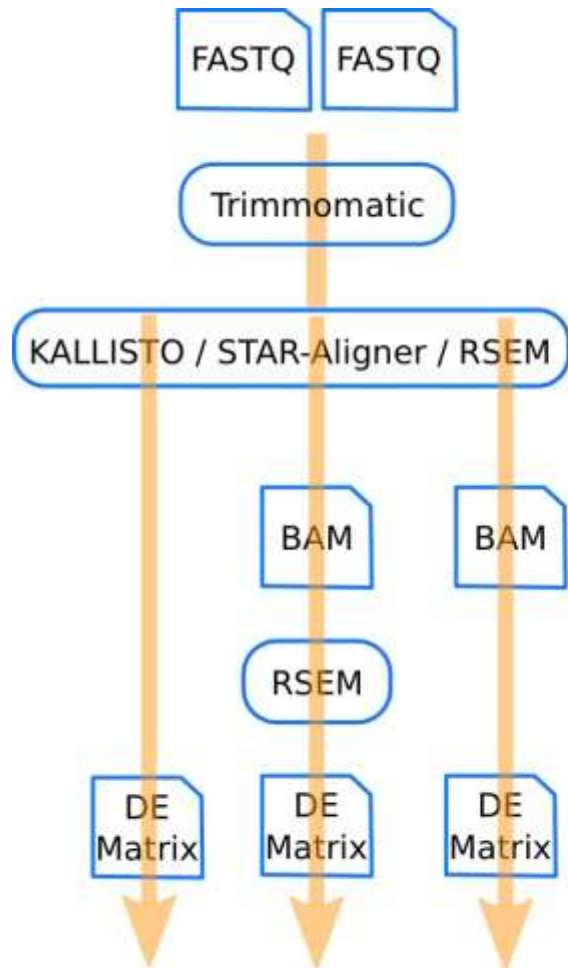 FASTQ FASTQ
Trimmomatic
KALLISTO / STAR-Aligner / RSEM
BAM BAM
RSEM
DE DE DE
Matrix Matrix Matrix